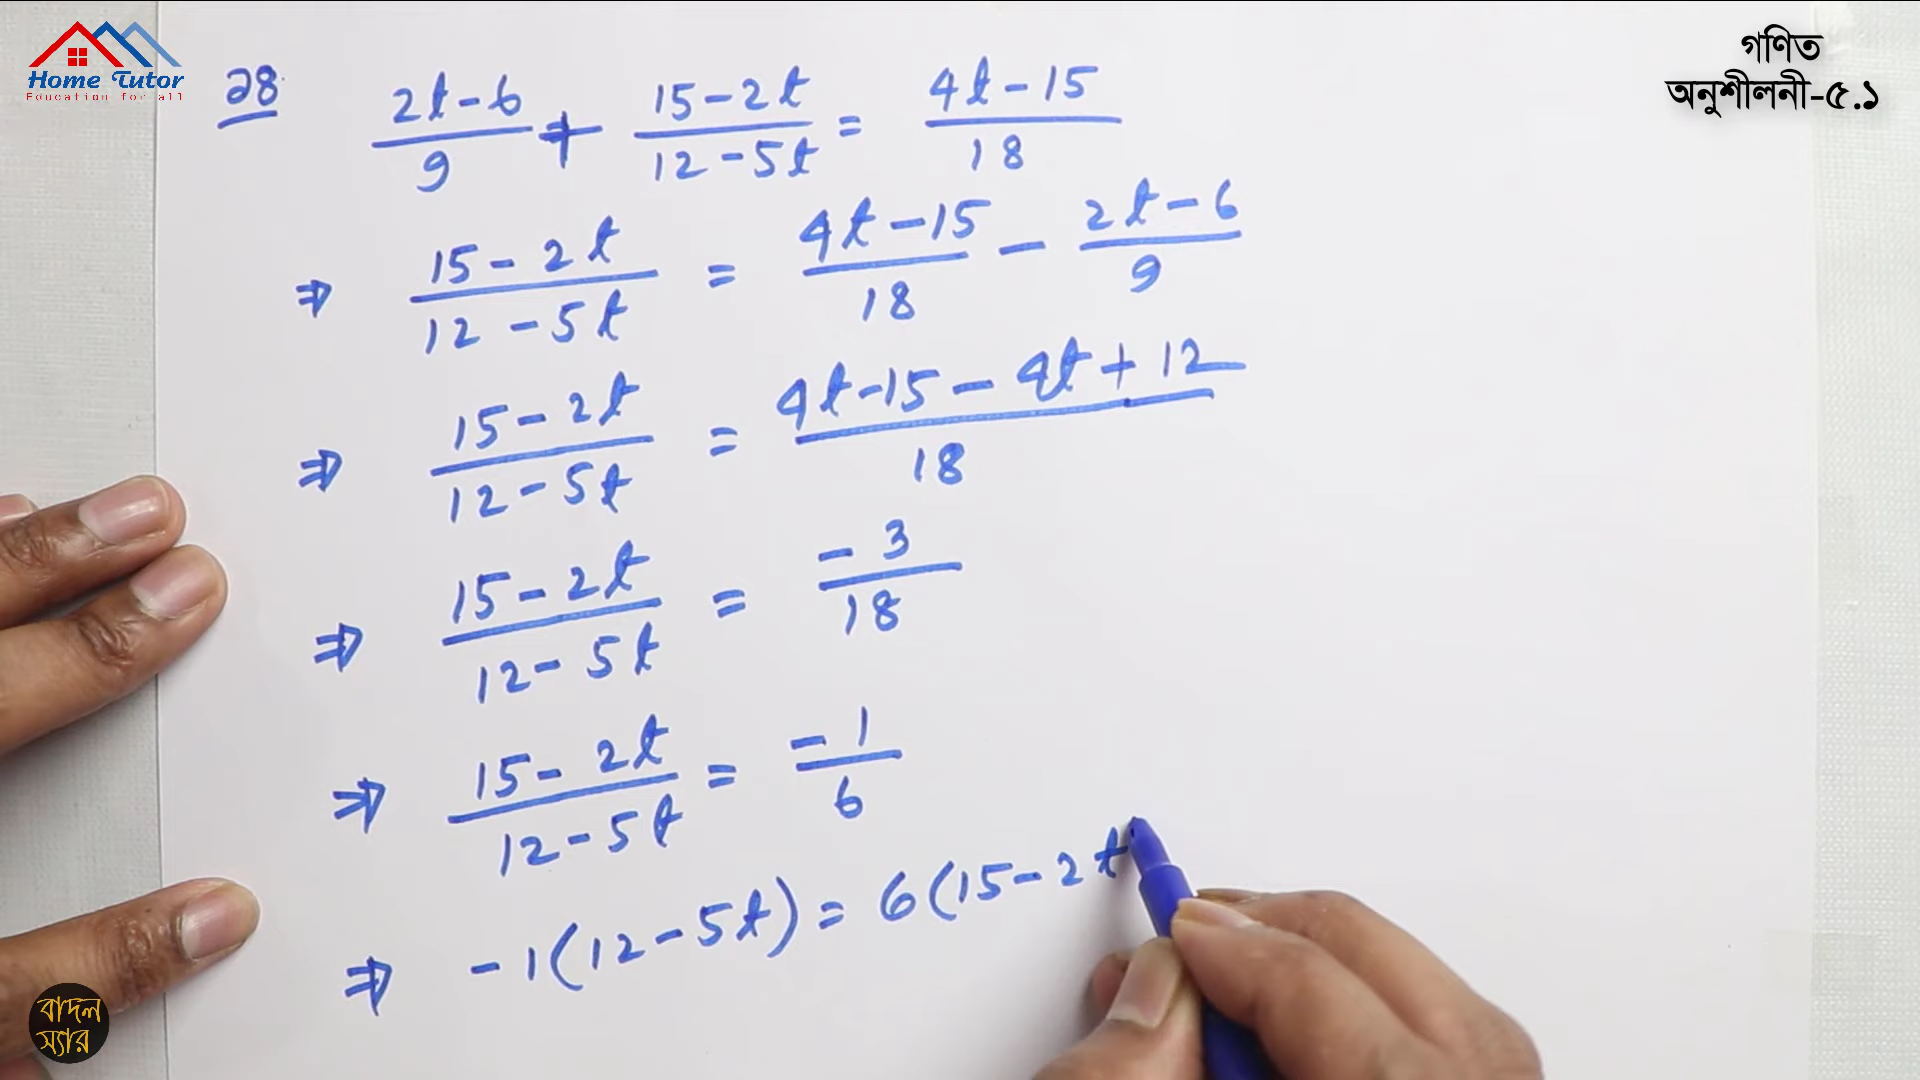 Home Tutor
Education for all
গণিত
অনুশীলনী-৫.১
২৪. (2t-6)/9 + (15-2t)/(12-5t) = (4t-15)/18
⇒ (15-2t)/(12-5t) = (4t-15)/18 - (2t-6)/9
⇒ (15-2t)/(12-5t) = (4t-15-4t+12)/18
⇒ (15-2t)/(12-5t) = -3/18
⇒ (15-2t)/(12-5t) = -1/6
⇒ -1(12-5t) = 6(15-2t
বাদল
স্যার